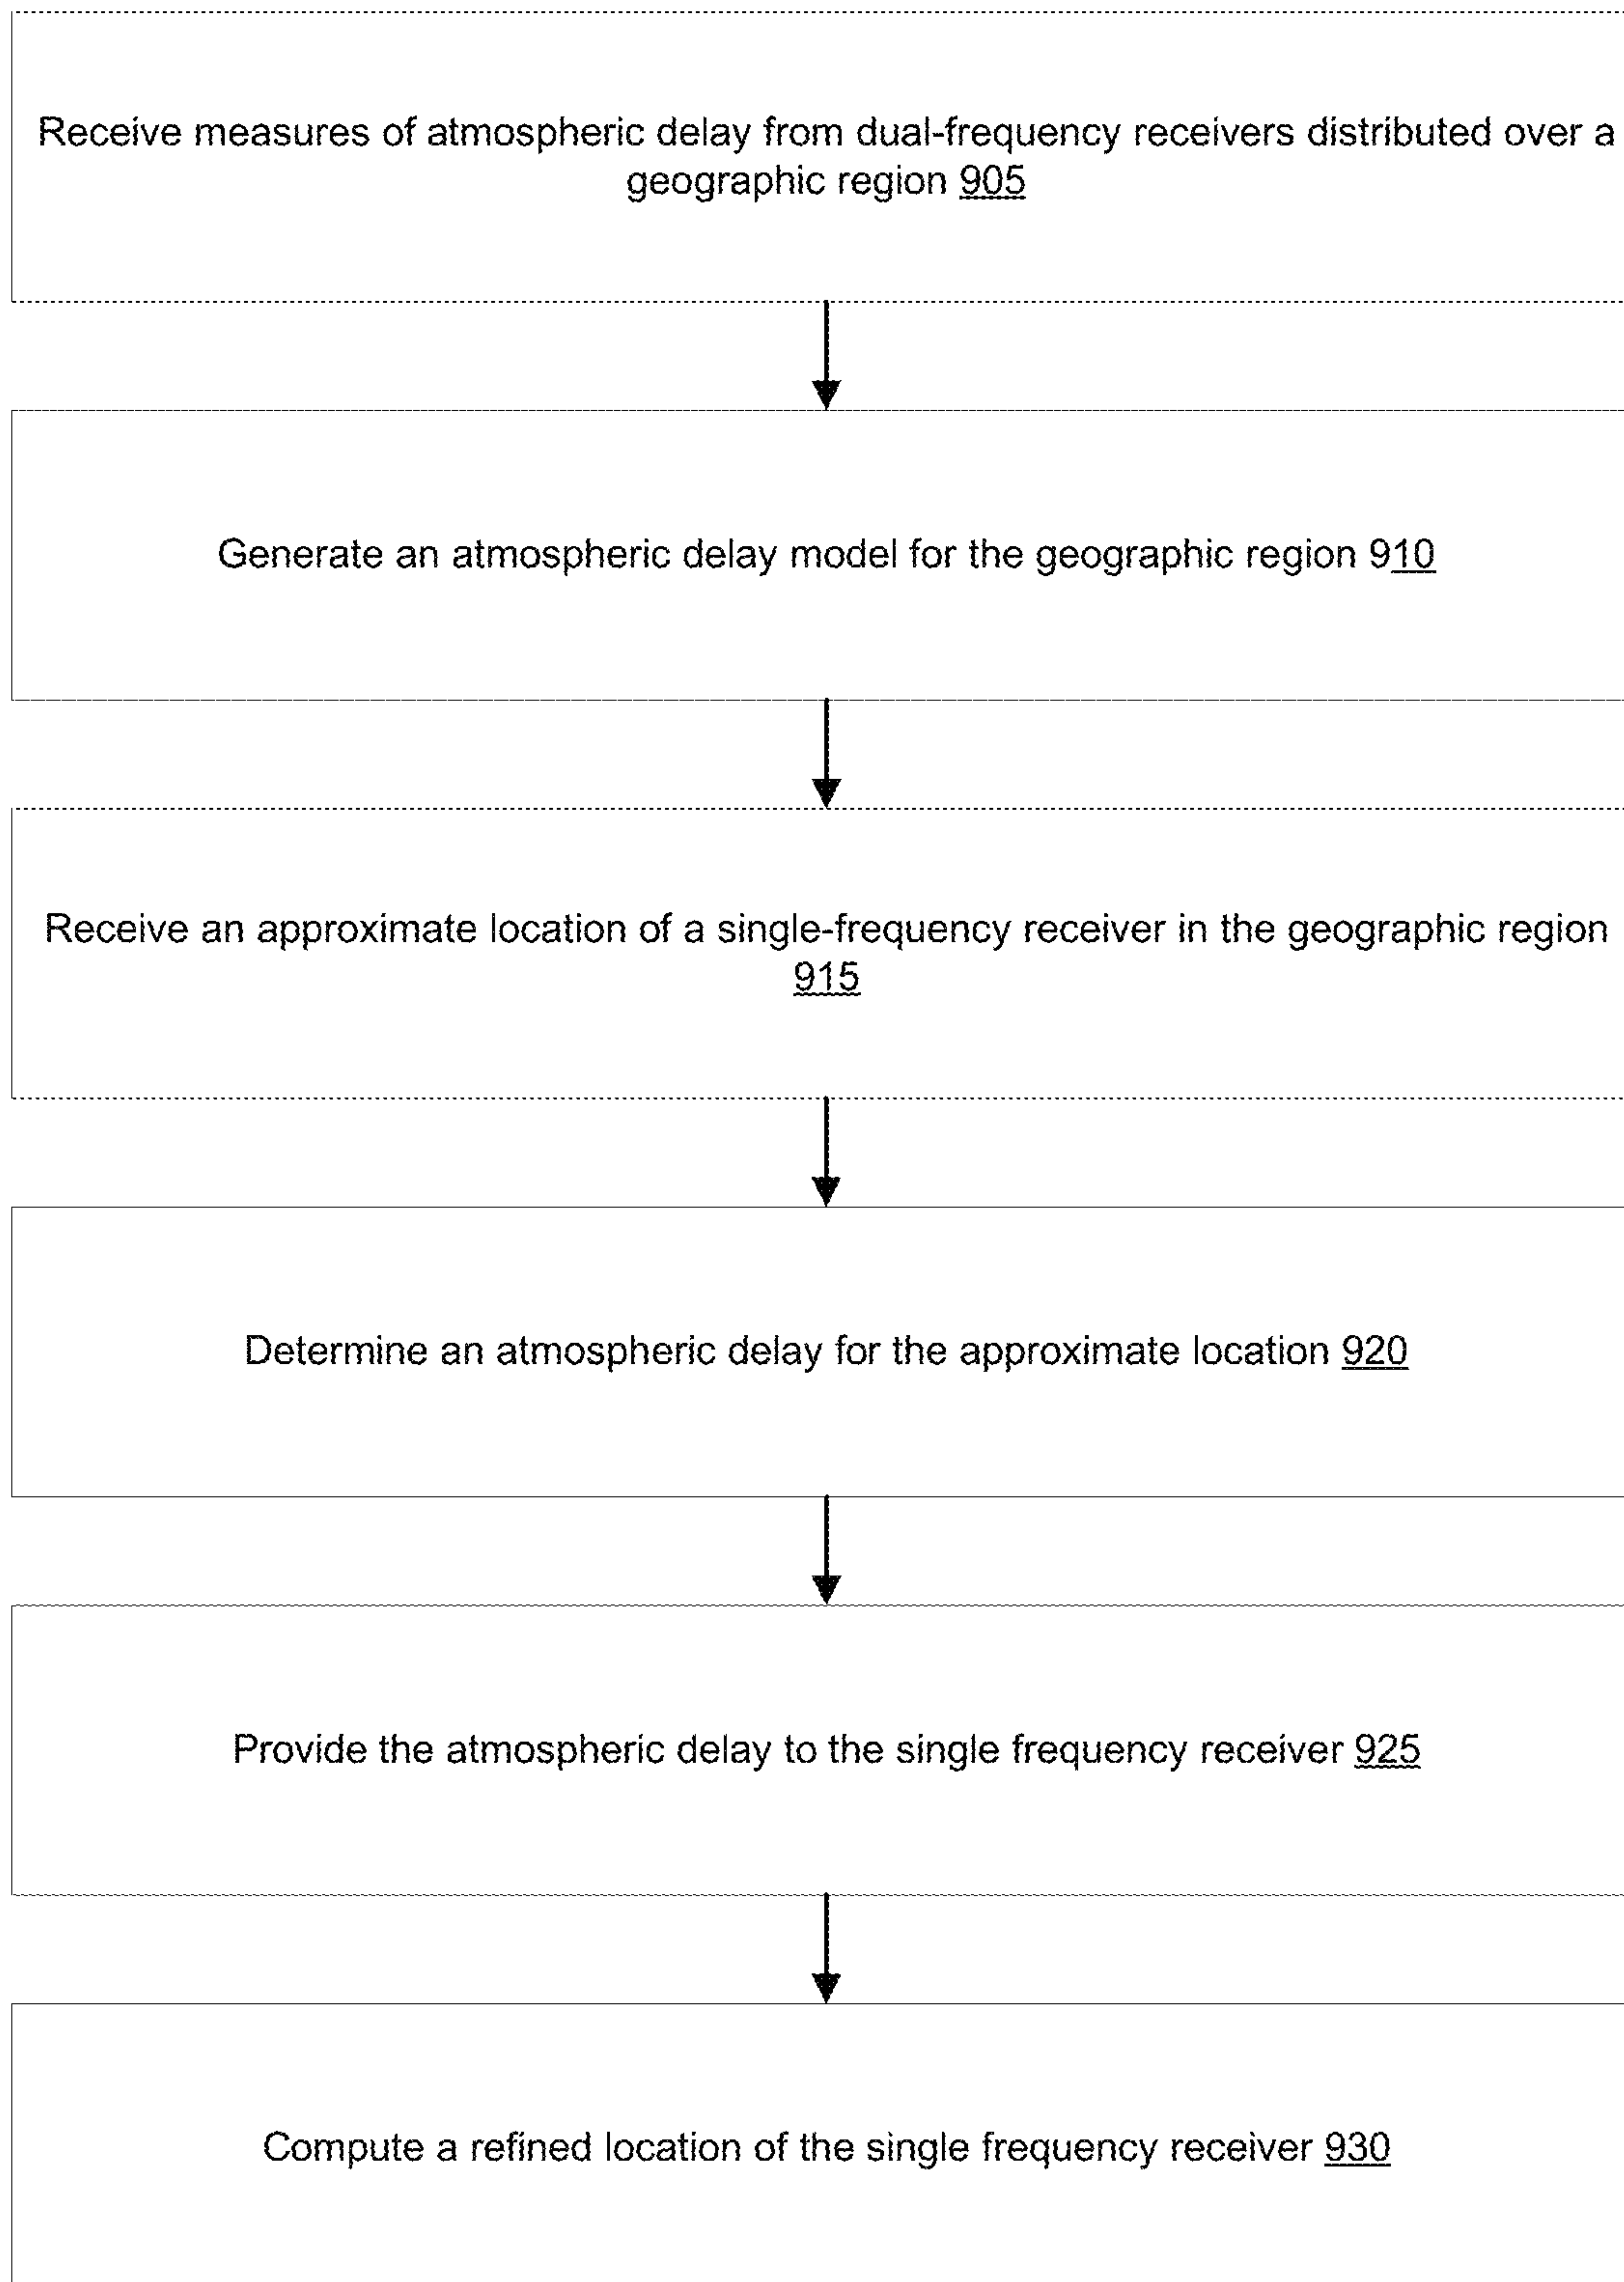 Receive measures of atmospheric delay from dual-frequency receivers distributed over a
geographic region 905
Generate an atmospheric delay model for the geographic region 910
Receive an approximate location of a single-frequency receiver in the geographic region
915
Determine an atmospheric delay for the approximate location 920
Provide the atmospheric delay to the single frequency receiver 925
Compute a refined location of the single frequency receiver 930